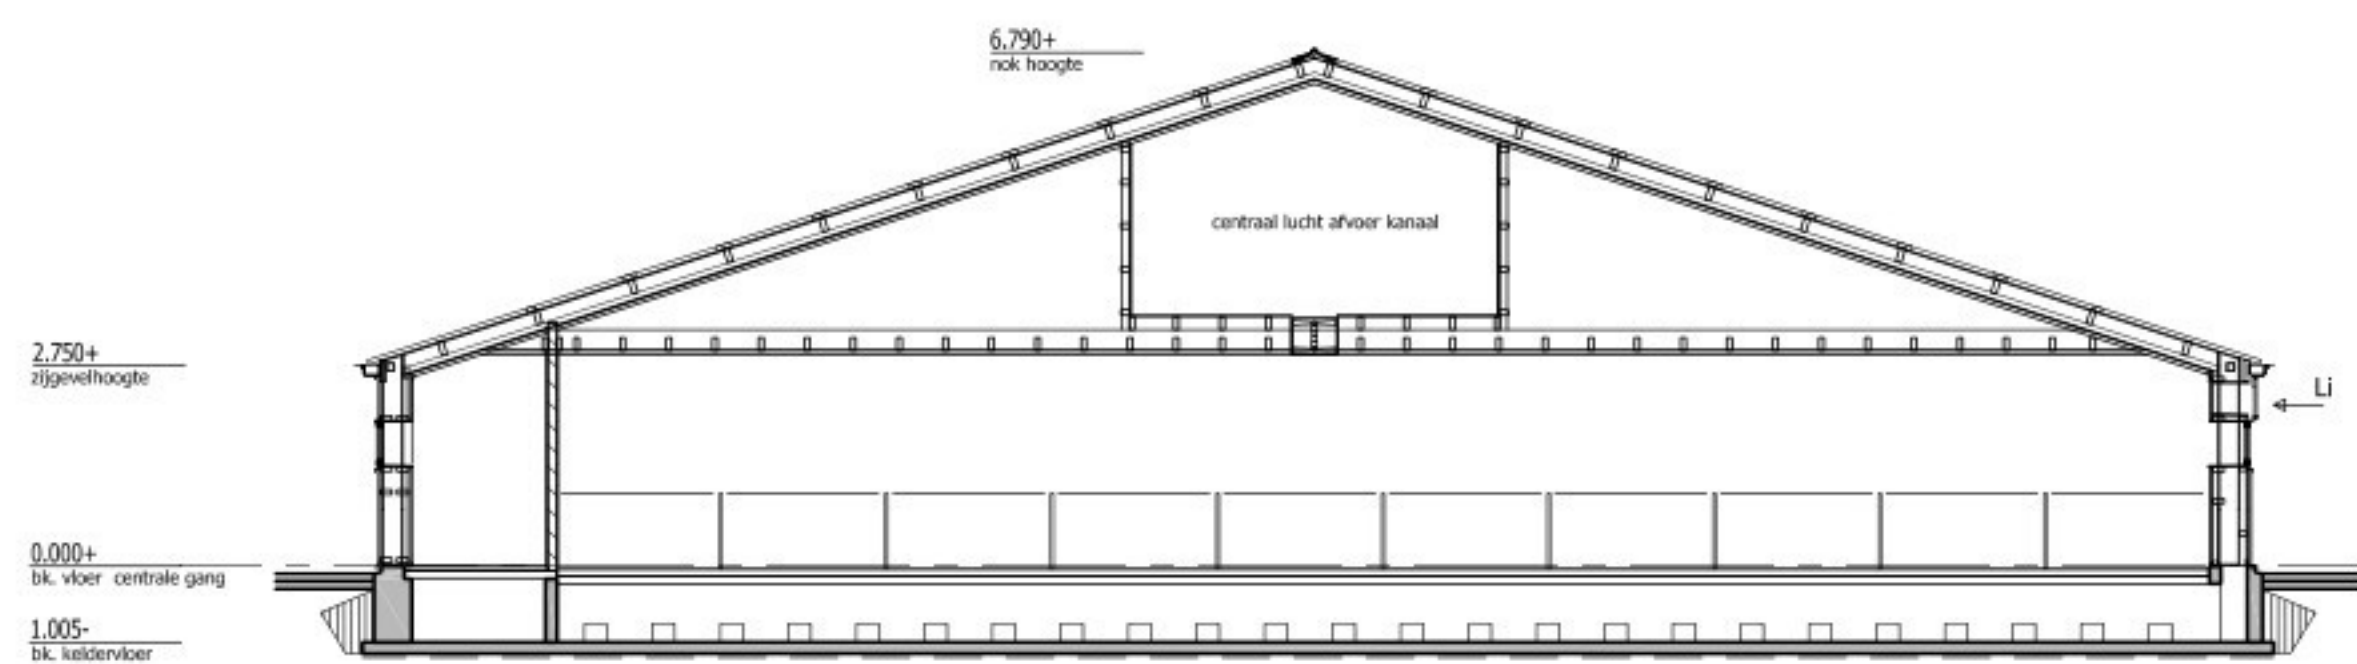 6.790+
nok hoogte
centraal lucht afvoer kanaal
2.750+
zijgevelhoogte
Li
0.000+
bk. vloer centrale gang
1.005-
bk. keldervloer